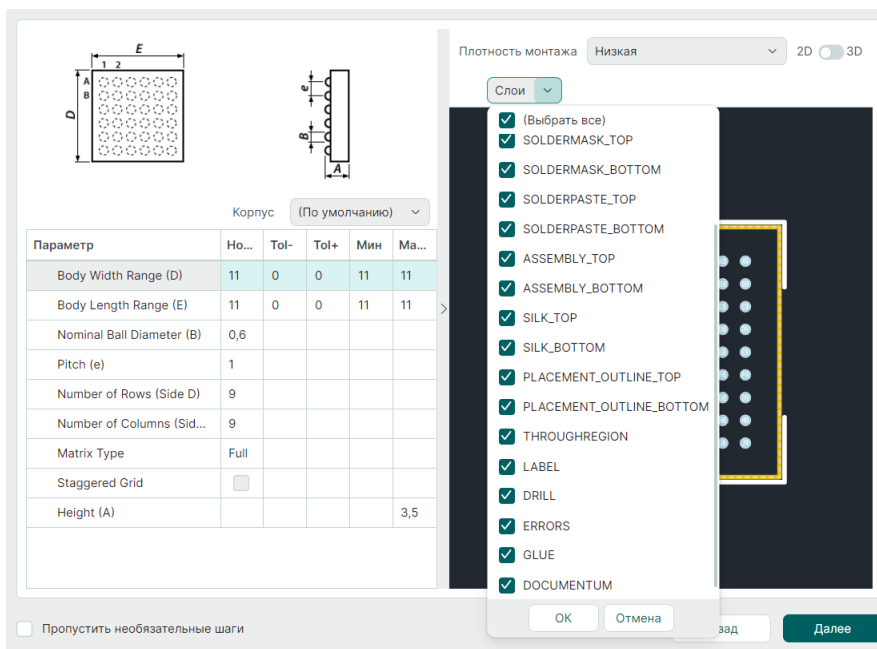 E
1 2
A
B
D
e
B
A
Плотность монтажа Низкая 2D 3D
Слои
(Выбрать все)
SOLDERMASK_TOP
SOLDERMASK_BOTTOM
SOLDERPASTE_TOP
SOLDERPASTE_BOTTOM
ASSEMBLY_TOP
ASSEMBLY_BOTTOM
SILK_TOP
SILK_BOTTOM
PLACEMENT_OUTLINE_TOP
PLACEMENT_OUTLINE_BOTTOM
THROUGHREGION
LABEL
DRILL
ERRORS
GLUE
DOCUMENTUM
OK Отмена
Корпус (По умолчанию)
Параметр Но... Tol- Tol+ Мин Ма...
Body Width Range (D) 11 0 0 11 11
Body Length Range (E) 11 0 0 11 11
Nominal Ball Diameter (B) 0,6
Pitch (e) 1
Number of Rows (Side D) 9
Number of Columns (Sid... 9
Matrix Type Full
Staggered Grid
Height (A) 3,5
Пропустить необязательные шаги
зад Далее